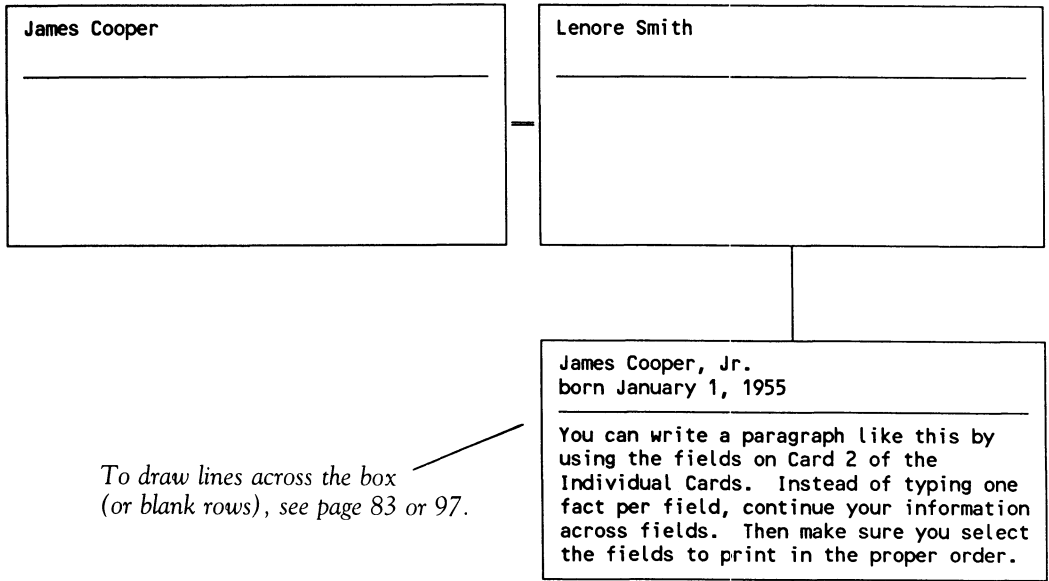 James Cooper
Lenore Smith
James Cooper, Jr.
born January 1, 1955
You can write a paragraph like this by
using the fields on Card 2 of the
Individual Cards.  Instead of typing one
fact per field, continue your information
across fields.  Then make sure you select
the fields to print in the proper order.
To draw lines across the box
(or blank rows), see page 83 or 97.